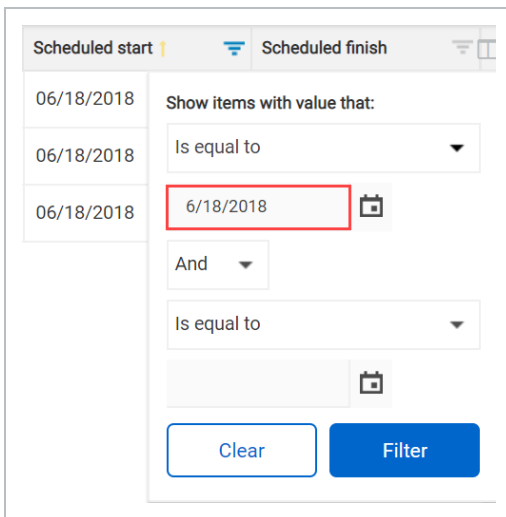 Scheduled start Scheduled finish
06/18/2018
Show items with value that:
Is equal to
06/18/2018
6/18/2018
06/18/2018
And
Is equal to
Clear Filter